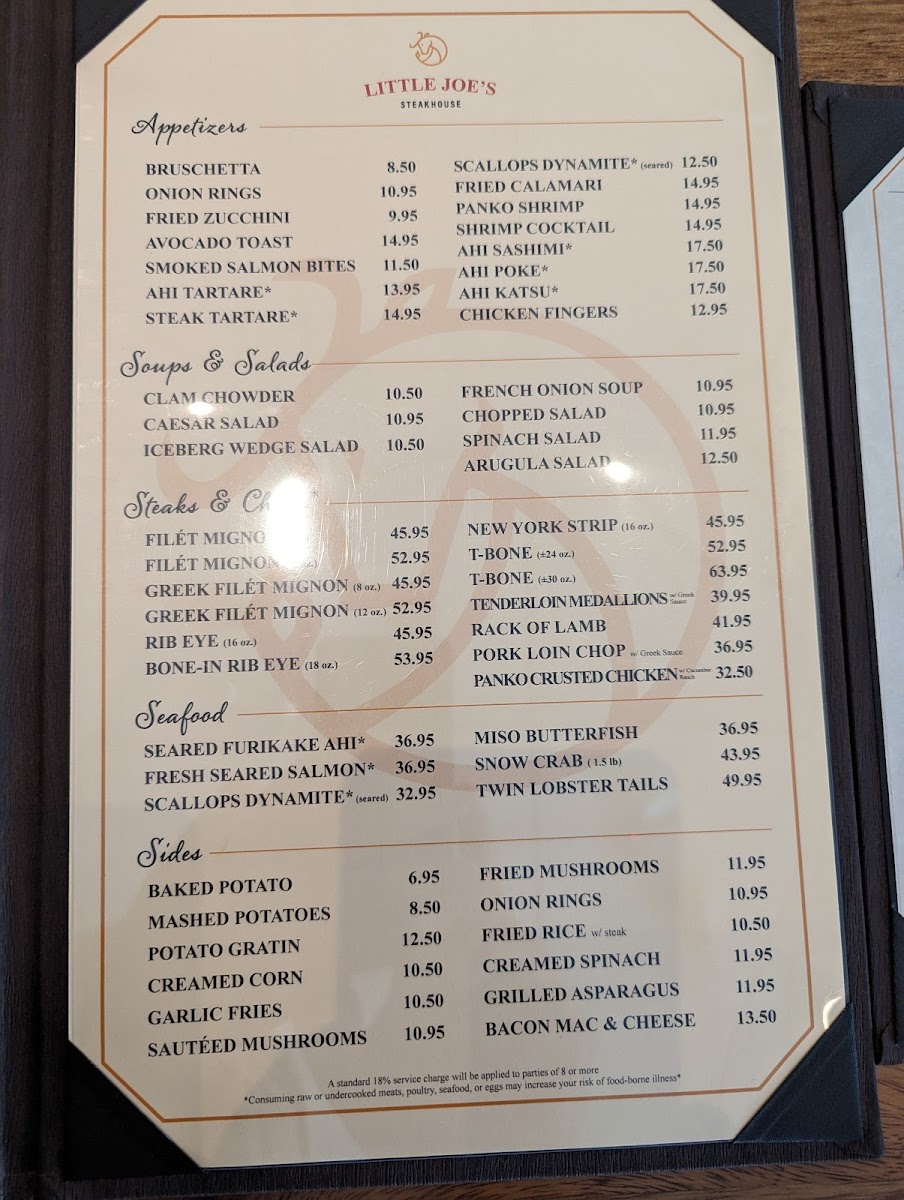 LITTLE JOE'S
STEAKHOUSE
Appetizers
BRUSCHETTA 8.50
ONION RINGS 10.95
FRIED ZUCCHINI 9.95
AVOCADO TOAST 14.95
SMOKED SALMON BITES 11.50
AHI TARTARE* 13.95
STEAK TARTARE* 14.95
SCALLOPS DYNAMITE* (seared) 12.50
FRIED CALAMARI 14.95
PANKO SHRIMP 14.95
SHRIMP COCKTAIL 14.95
AHI SASHIMI* 17.50
AHI POKE* 17.50
AHI KATSU* 17.50
CHICKEN FINGERS 12.95
Soups & Salads
CLAM CHOWDER 10.50
CAESAR SALAD 10.95
ICEBERG WEDGE SALAD 10.50
FRENCH ONION SOUP 10.95
CHOPPED SALAD 10.95
SPINACH SALAD 11.95
ARUGULA SALAD 12.50
Steaks &
FILÉT MIGNON 45.95
FILÉT MIGNON 52.95
GREEK FILÉT MIGNON (8 oz.) 45.95
GREEK FILÉT MIGNON (12 oz.) 52.95
RIB EYE (16 oz.) 45.95
BONE-IN RIB EYE (18 oz.) 53.95
NEW YORK STRIP (16 oz.) 45.95
T-BONE (±24 oz.) 52.95
T-BONE (±30 oz.) 63.95
TENDERLOIN MEDALLIONS w/ Greek Sauce 39.95
RACK OF LAMB 41.95
PORK LOIN CHOP w/ Greek Sauce 36.95
PANKO CRUSTED CHICKEN w/ Cucumber Ranch 32.50
Seafood
SEARED FURIKAKE AHI* 36.95
FRESH SEARED SALMON* 36.95
SCALLOPS DYNAMITE* (seared) 32.95
MISO BUTTERFISH 36.95
SNOW CRAB ( 1.5 lb) 43.95
TWIN LOBSTER TAILS 49.95
Sides
BAKED POTATO 6.95
MASHED POTATOES 8.50
POTATO GRATIN 12.50
CREAMED CORN 10.50
GARLIC FRIES 10.50
SAUTÉED MUSHROOMS 10.95
FRIED MUSHROOMS 11.95
ONION RINGS 10.95
FRIED RICE w/ steak 10.50
CREAMED SPINACH 11.95
GRILLED ASPARAGUS 11.95
BACON MAC & CHEESE 13.50
A standard 18% service charge will be applied to parties of 8 or more
*Consuming raw or undercooked meats, poultry, seafood, or eggs may increase your risk of food-borne illness*